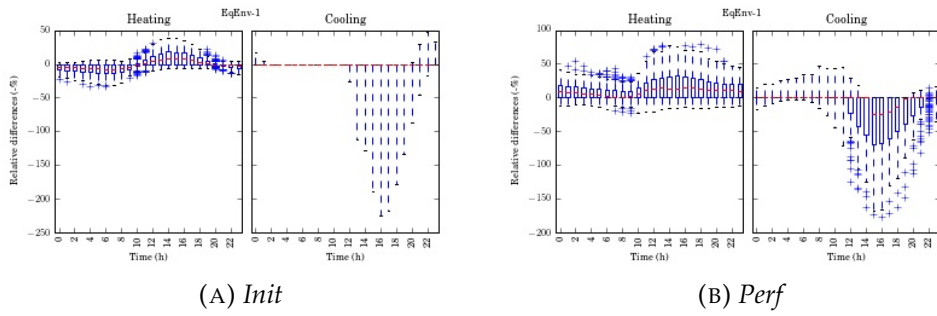 EqEnv-1
Heating
Cooling
Relative differences (-%)
50
0
−50
−100
−150
−200
−250
0 2 4 6 8 10 12 14 16 18 20 22
0 2 4 6 8 10 12 14 16 18 20 22
Time (h)
Time (h)
(A) Init
EqEnv-1
Heating
Cooling
Relative differences (-%)
100
50
0
−50
−100
−150
−200
0 2 4 6 8 10 12 14 16 18 20 22
0 2 4 6 8 10 12 14 16 18 20 22
Time (h)
Time (h)
(B) Perf